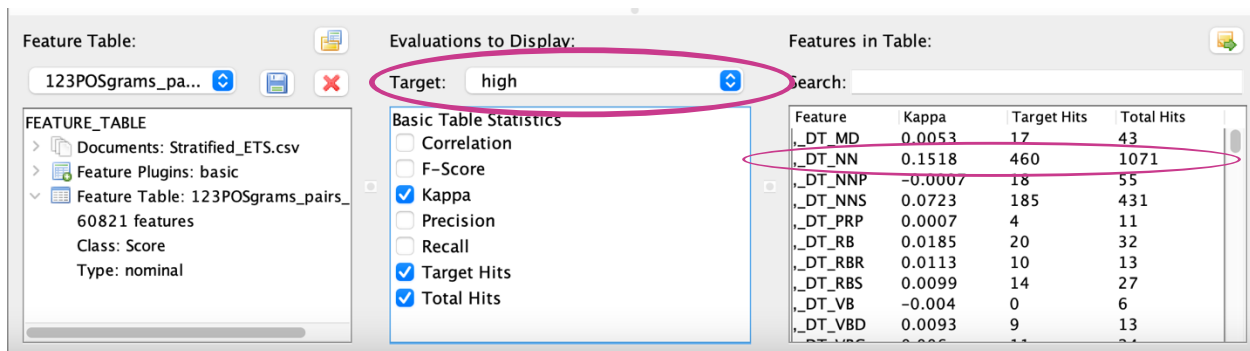 Feature Table:
123POSgrams_pa...
FEATURE_TABLE
Documents: Stratified_ETS.csv
Feature Plugins: basic
Feature Table: 123POSgrams_pairs_
60821 features
Class: Score
Type: nominal
Evaluations to Display:
Target: high
Basic Table Statistics
Correlation
F-Score
Kappa
Precision
Recall
Target Hits
Total Hits
Features in Table:
Search:
Feature Kappa Target Hits Total Hits
,_DT_MD 0.0053 17 43
,_DT_NN 0.1518 460 1071
,_DT_NNP -0.0007 18 55
,_DT_NNS 0.0723 185 431
,_DT_PRP 0.0007 4 11
,_DT_RB 0.0185 20 32
,_DT_RBR 0.0113 10 13
,_DT_RBS 0.0099 14 27
,_DT_VB -0.004 0 6
,_DT_VBD 0.0093 9 13